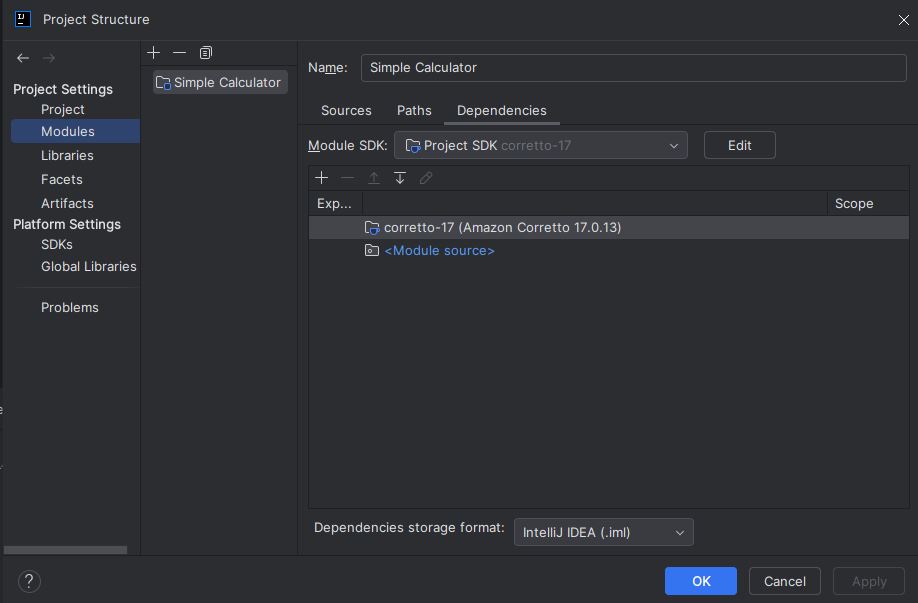 Project Structure
Project Settings
Project
Modules
Libraries
Facets
Artifacts
Platform Settings
SDKs
Global Libraries
Problems
Simple Calculator
Name: Simple Calculator
Sources Paths Dependencies
Module SDK: Project SDK corretto-17 Edit
Exp... Scope
corretto-17 (Amazon Corretto 17.0.13)
<Module source>
Dependencies storage format: IntelliJ IDEA (.iml)
? OK Cancel Apply